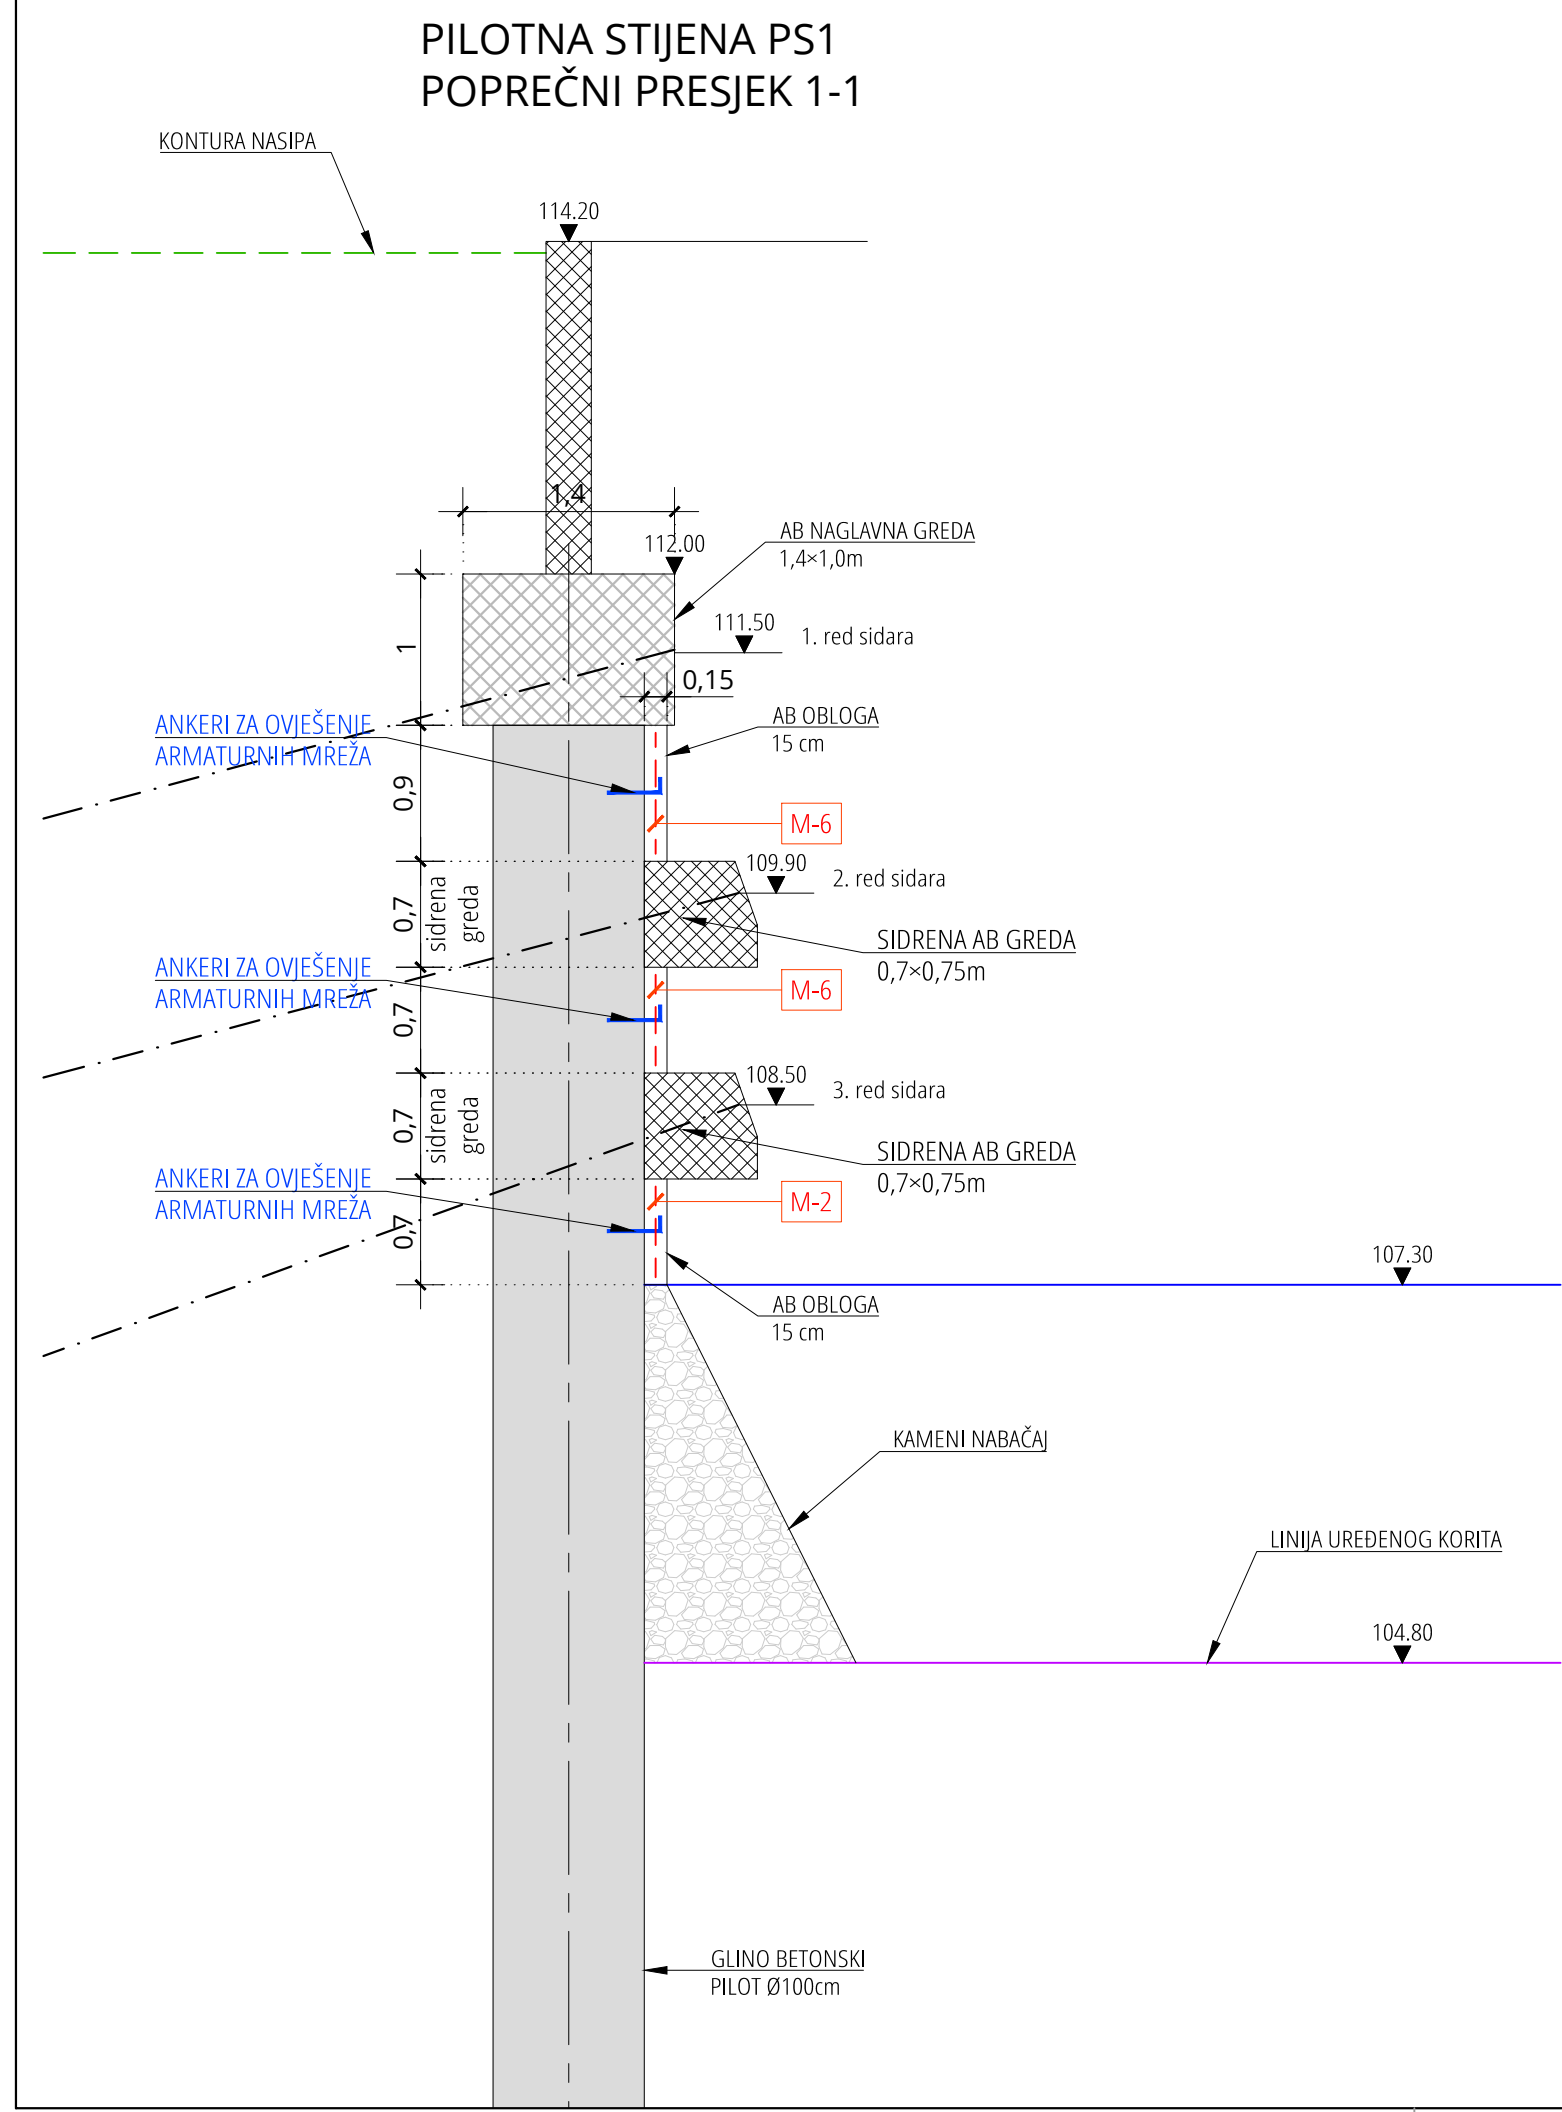 PILOTNA STIJENA PS1
POPREČNI PRESJEK 1-1
KONTURA NASIPA
114.20
1,4
112.00
AB NAGLAVNA GREDA
1,4×1,0m
111.50
1. red sidara
1
0,15
ANKERI ZA OVJEŠENJE
ARMATURNIH MREŽA
AB OBLOGA
15 cm
0,9
M-6
109.90
2. red sidara
0,7
sidrena
greda
SIDRENA AB GREDA
0,7×0,75m
ANKERI ZA OVJEŠENJE
ARMATURNIH MREŽA
M-6
0,7
108.50
3. red sidara
0,7
sidrena
greda
SIDRENA AB GREDA
0,7×0,75m
ANKERI ZA OVJEŠENJE
ARMATURNIH MREŽA
M-2
0,7
107.30
AB OBLOGA
15 cm
KAMENI NABAČAJ
LINIJA UREĐENOG KORITA
104.80
GLINO BETONSKI
PILOT Ø100cm